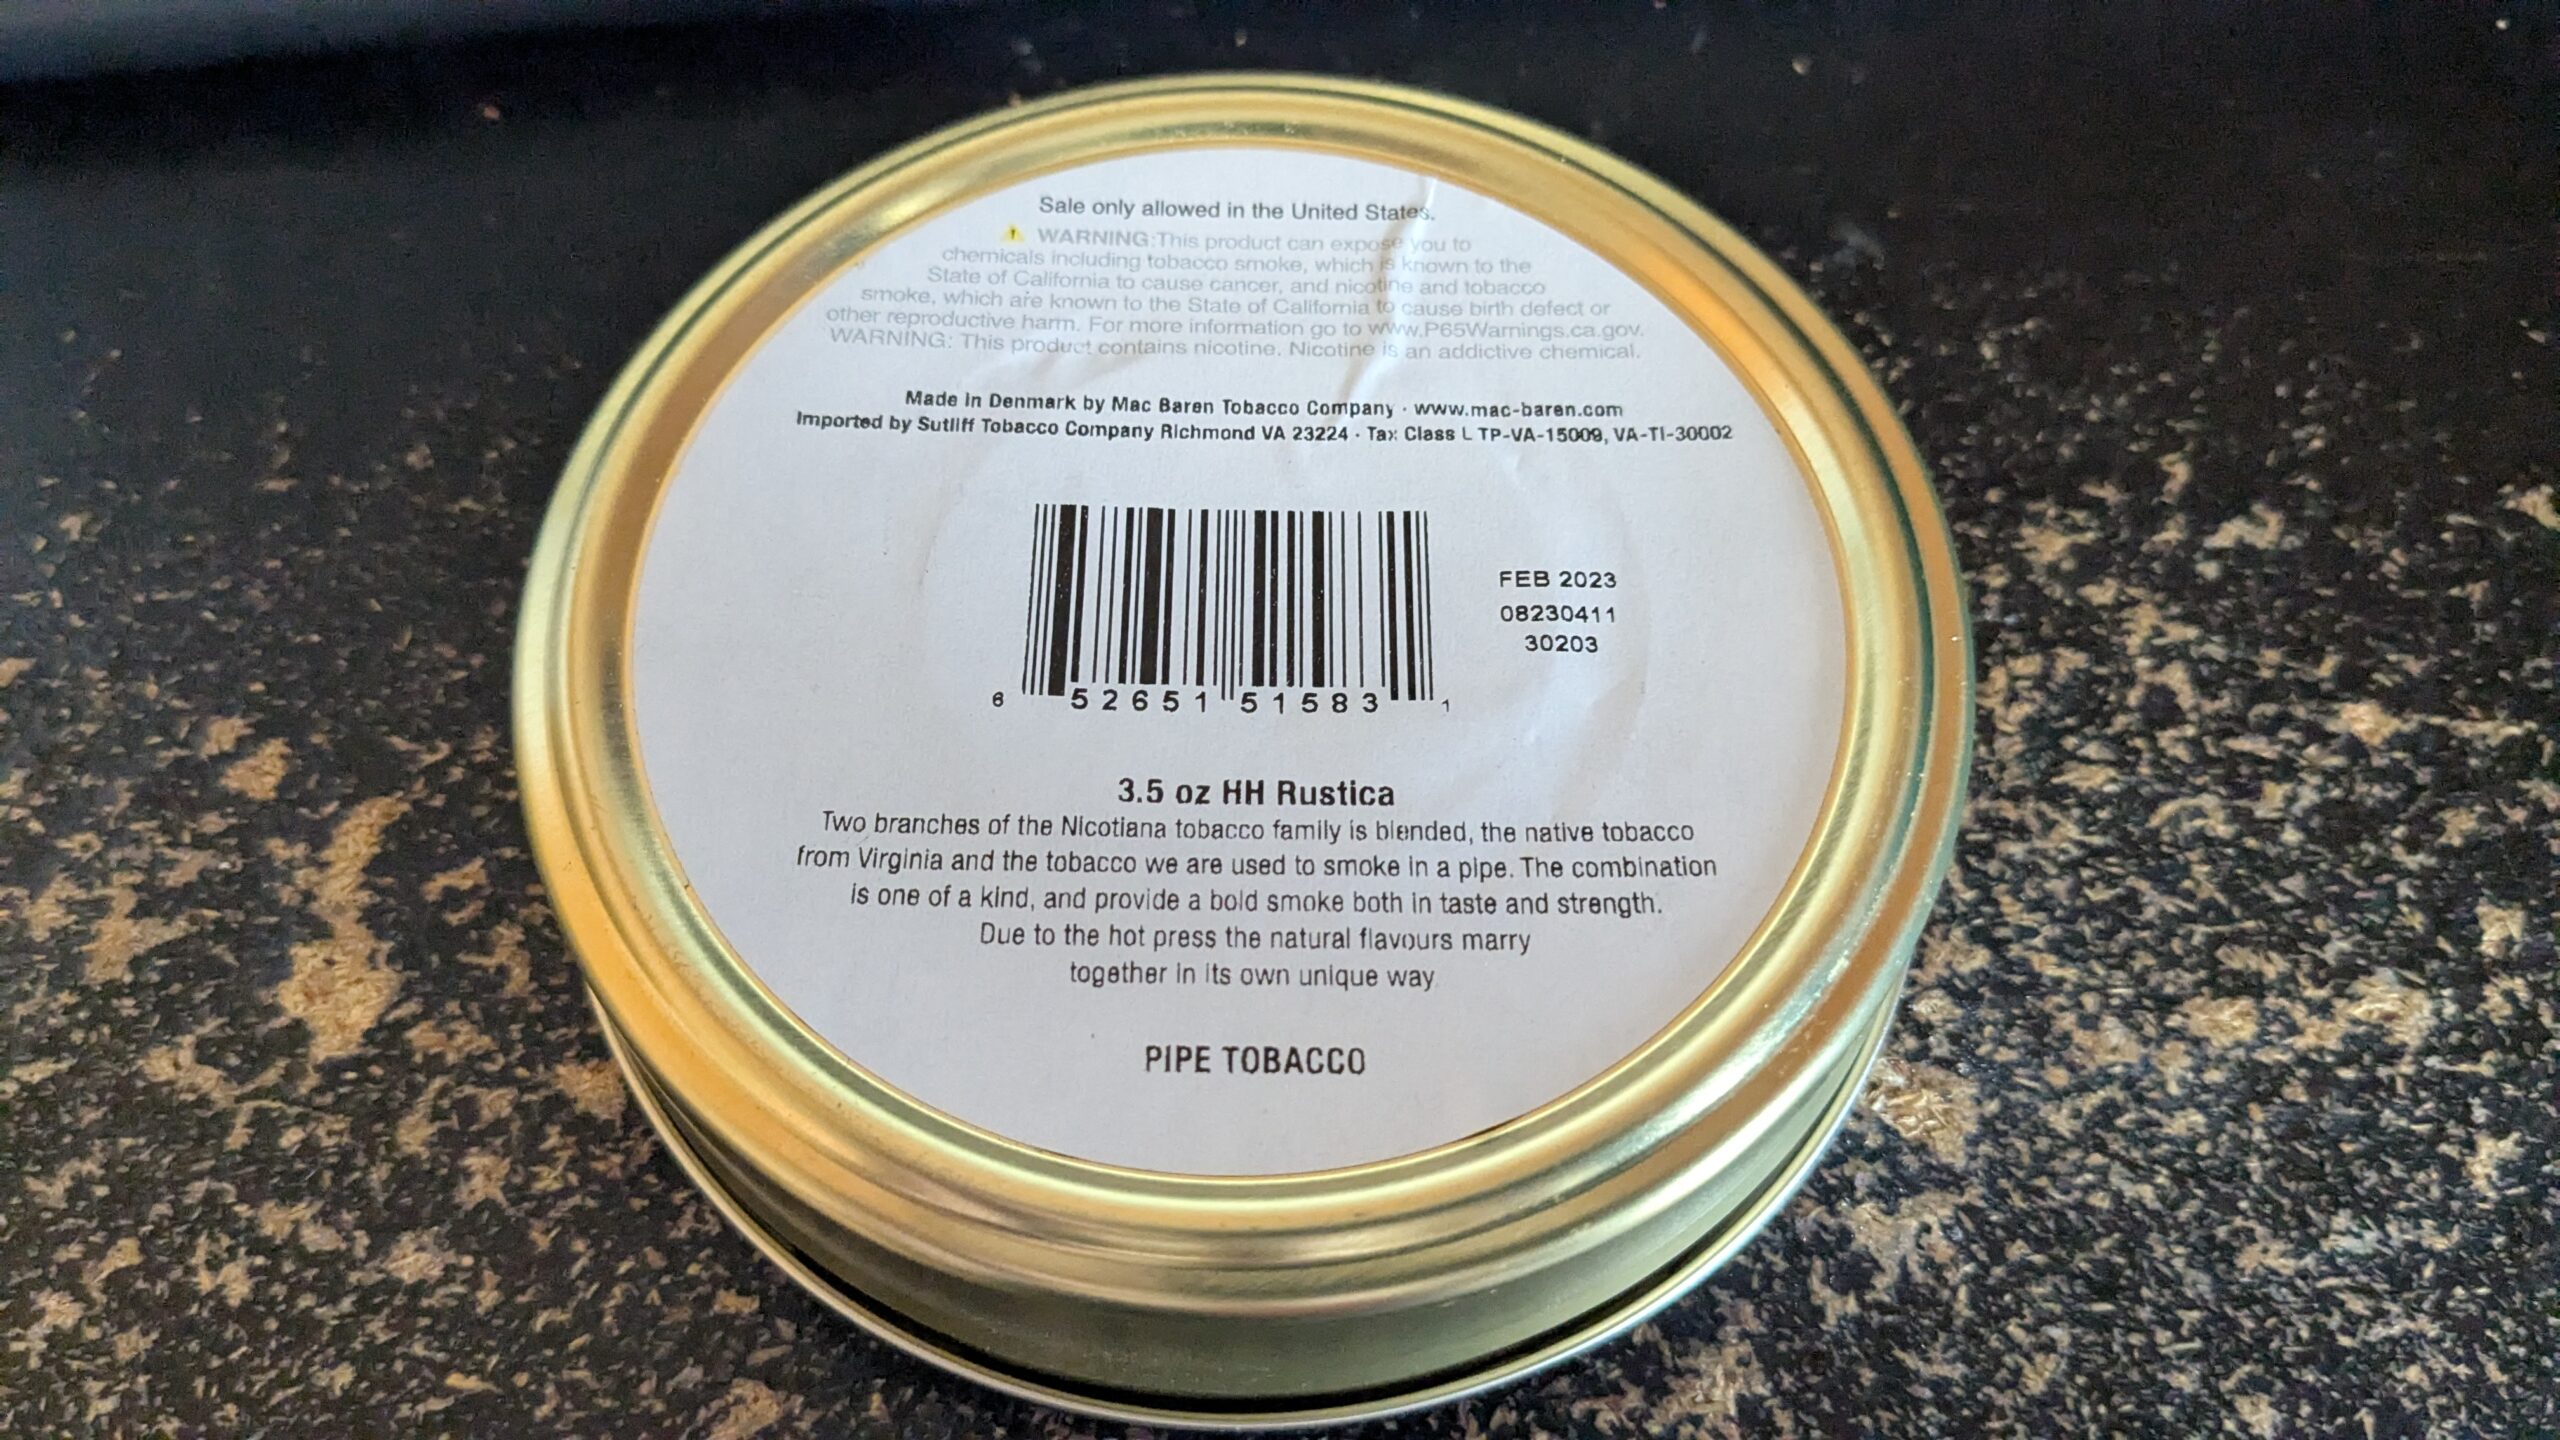 Sale only allowed in the United States.
WARNING:This product can expose you to
chemicals including tobacco smoke, which is known to the
State of California to cause cancer, and nicotine and tobacco
smoke, which are known to the State of California to cause birth defect or
other reproductive harm. For more information go to www.P65Warnings.ca.gov.
WARNING: This product contains nicotine. Nicotine is an addictive chemical.
Made in Denmark by Mac Baren Tobacco Company · www.mac-baren.com
Imported by Sutliff Tobacco Company Richmond VA 23224 · Tax Class L TP-VA-15009, VA-TI-30002
FEB 2023
08230411
30203
6 52651 51583 1
3.5 oz HH Rustica
Two branches of the Nicotiana tobacco family is blended, the native tobacco
from Virginia and the tobacco we are used to smoke in a pipe. The combination
is one of a kind, and provide a bold smoke both in taste and strength.
Due to the hot press the natural flavours marry
together in its own unique way
PIPE TOBACCO